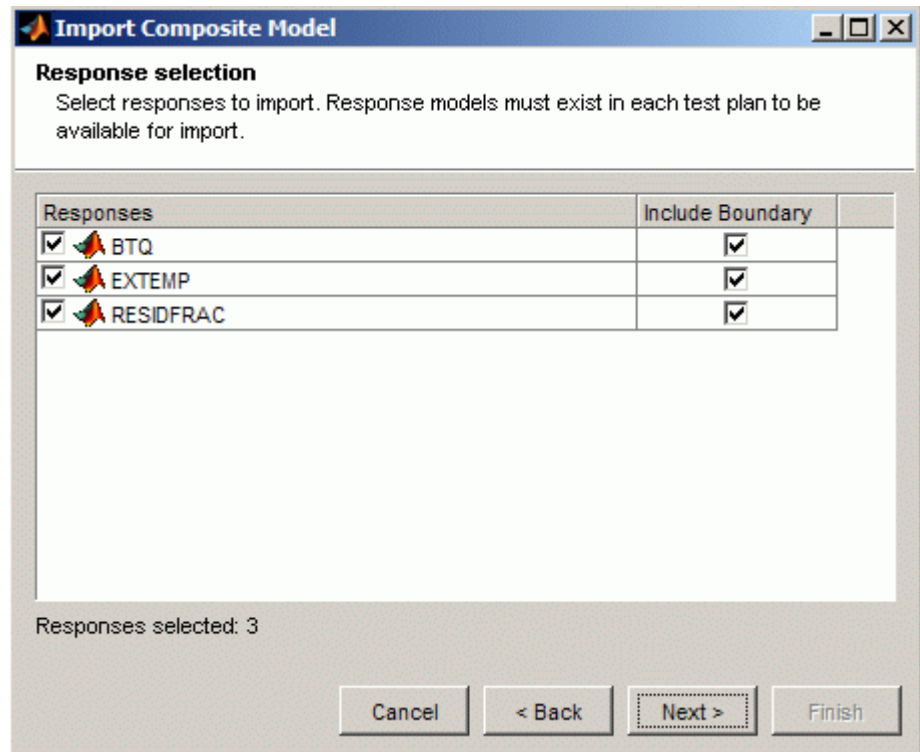 Import Composite Model
Response selection
Select responses to import. Response models must exist in each test plan to be
available for import.
Responses Include Boundary
BTQ
EXTEMP
RESIDFRAC
Responses selected: 3
Cancel < Back Next > Finish